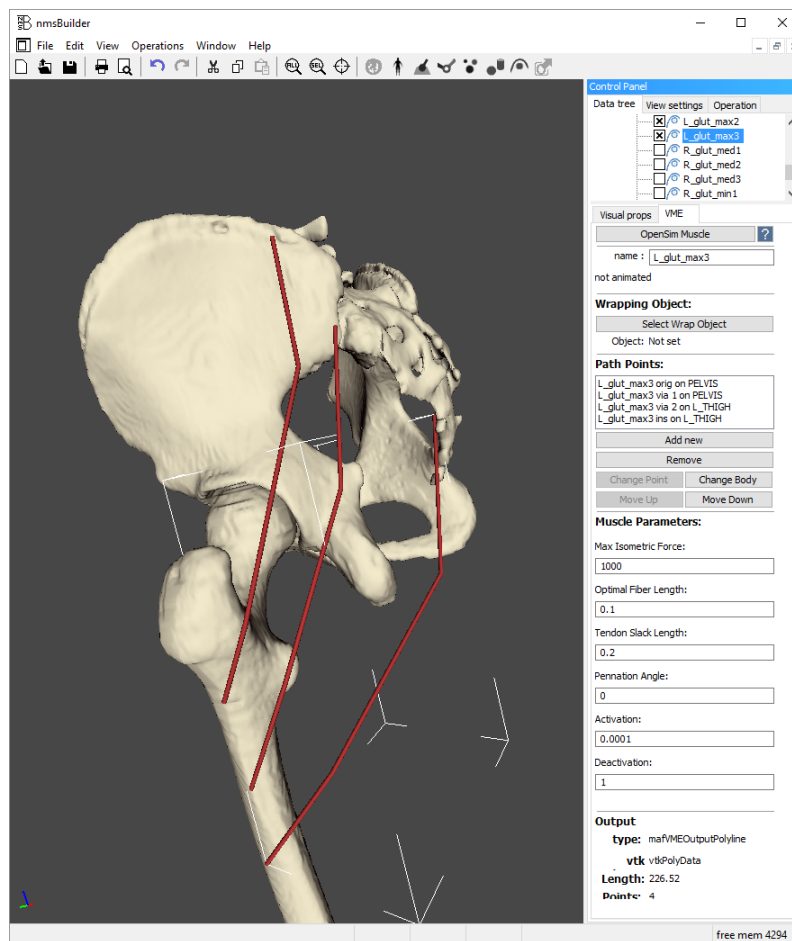 nmsBuilder
File Edit View Operations Window Help
ALL SEL
Control Panel
Data tree View settings Operation
L_glut_max2
L_glut_max3
R_glut_med1
R_glut_med2
R_glut_med3
R_glut_min1
Visual props VME
OpenSim Muscle ?
name : L_glut_max3
not animated
Wrapping Object:
Select Wrap Object
Object: Not set
Path Points:
L_glut_max3 orig on PELVIS
L_glut_max3 via 1 on PELVIS
L_glut_max3 via 2 on L_THIGH
L_glut_max3 ins on L_THIGH
Add new
Remove
Change Point Change Body
Move Up Move Down
Muscle Parameters:
Max Isometric Force:
1000
Optimal Fiber Length:
0.1
Tendon Slack Length:
0.2
Pennation Angle:
0
Activation:
0.0001
Deactivation:
1
Output
type: mafVMEOutputPolyline
vtk vtkPolyData
Length: 226.52
Points: 4
free mem 4294